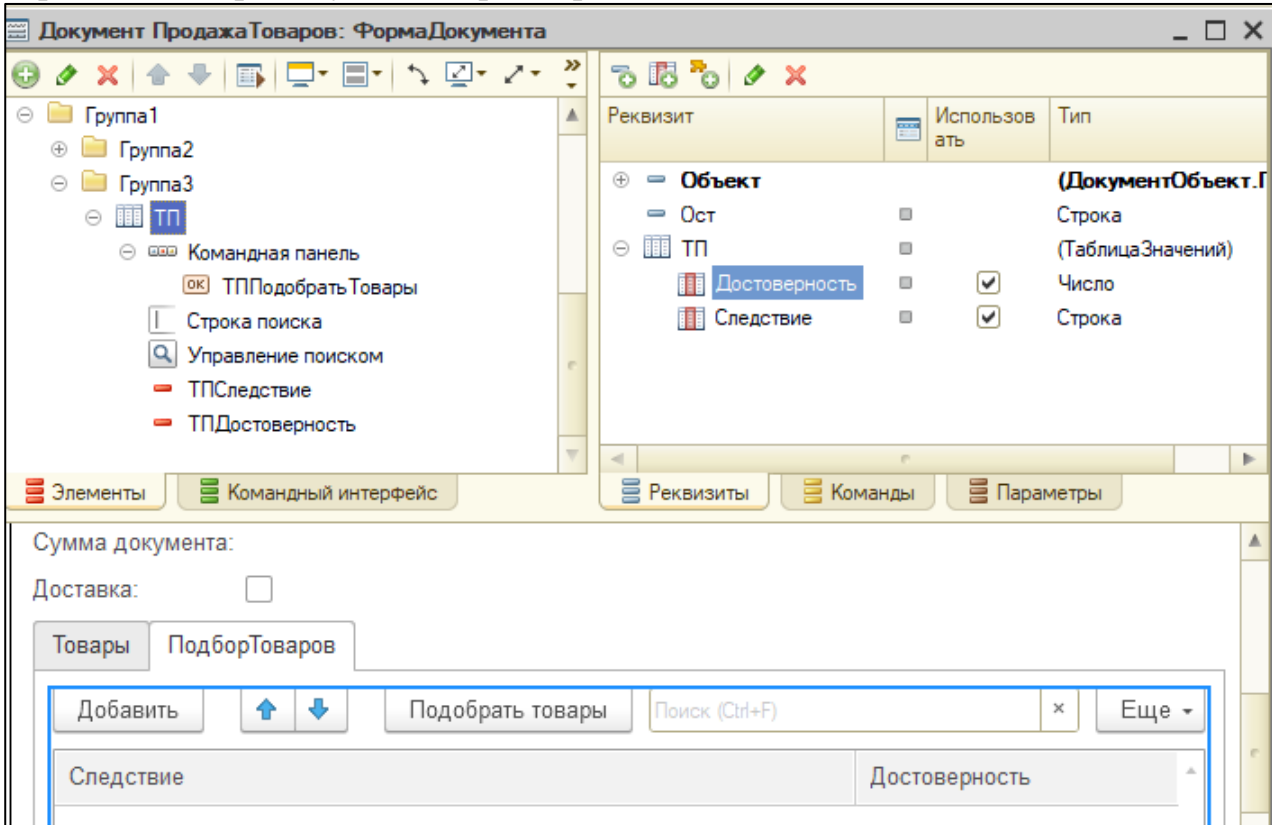 Документ ПродажаТоваров: ФормаДокумента
Группа1
Группа2
Группа3
ТП
Командная панель
OK ТППодобратьТовары
Строка поиска
Управление поиском
ТПСледствие
ТПДостоверность
Элементы Командный интерфейс
Реквизит Использов
ать Тип
Объект (ДокументОбъект.П
Ост Строка
ТП (ТаблицаЗначений)
Достоверность Число
Следствие Строка
Реквизиты Команды Параметры
Сумма документа:
Доставка:
Товары ПодборТоваров
Добавить Подобрать товары Поиск (Ctrl+F) × Еще
Следствие Достоверность